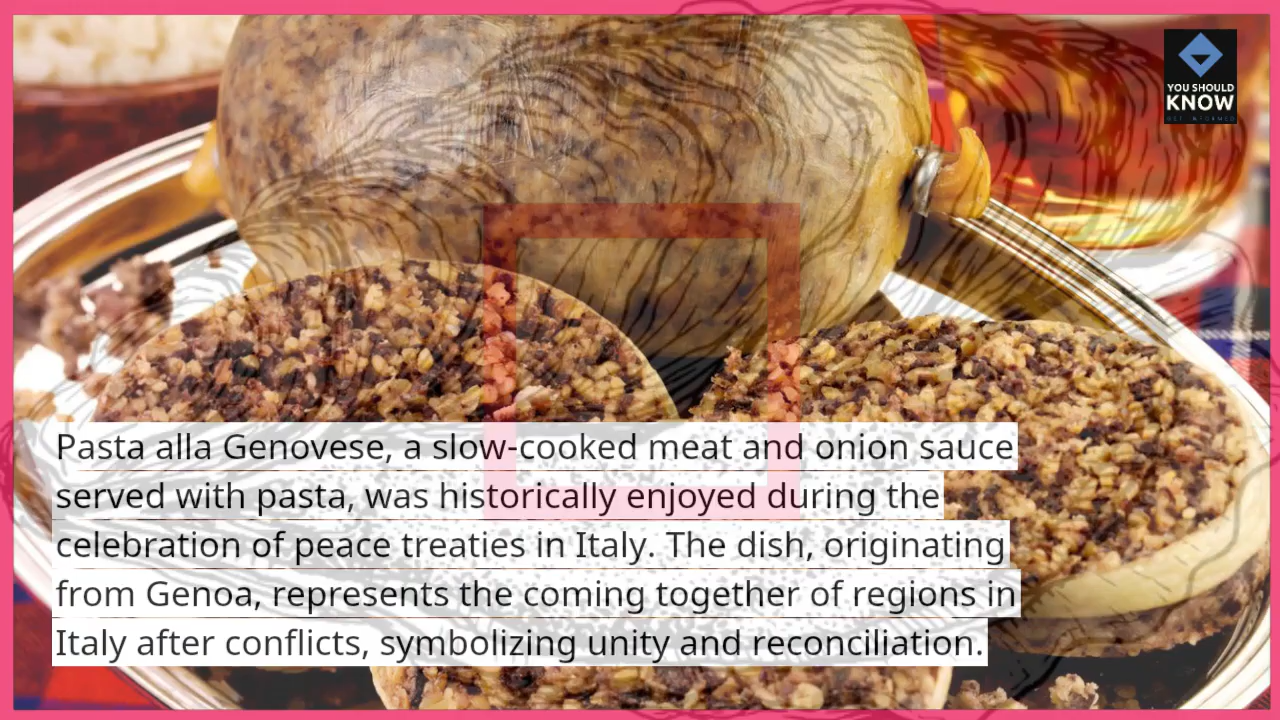 YOU SHOULD
KNOW
GET INFORMED
Pasta alla Genovese, a slow-cooked meat and onion sauce
served with pasta, was historically enjoyed during the
celebration of peace treaties in Italy. The dish, originating
from Genoa, represents the coming together of regions in
Italy after conflicts, symbolizing unity and reconciliation.